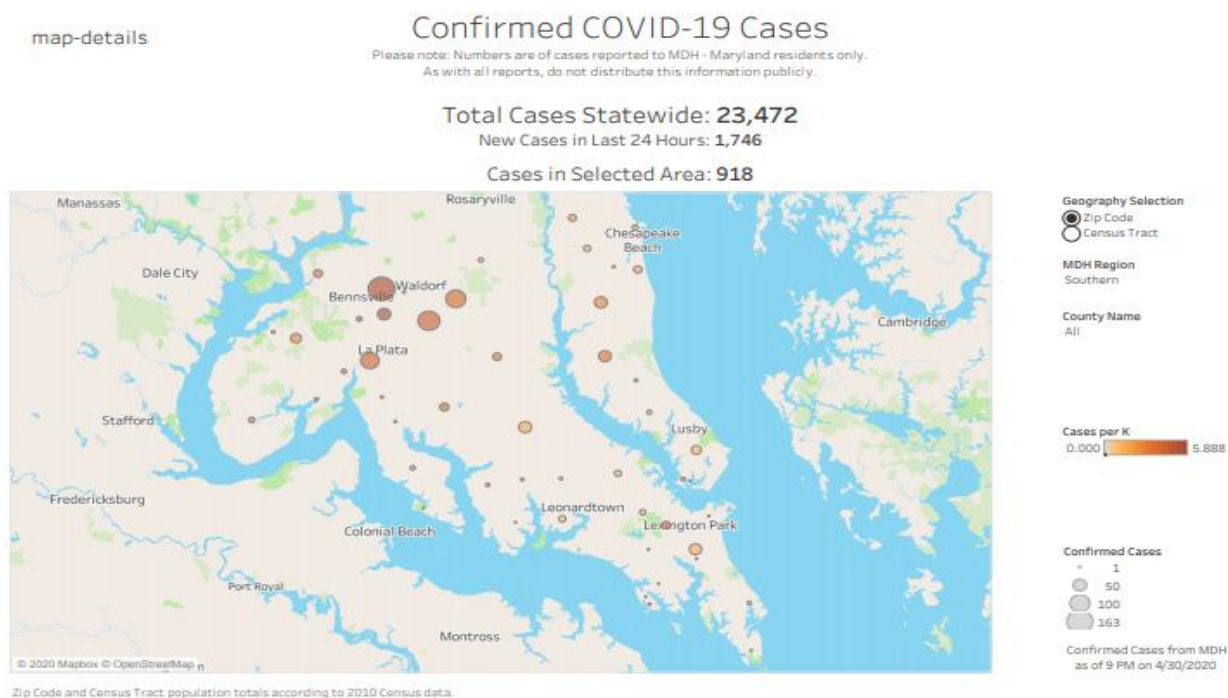 map-details
Confirmed COVID-19 Cases
Please note: Numbers are of cases reported to MDH - Maryland residents only.
As with all reports, do not distribute this information publicly.
Total Cases Statewide: 23,472
New Cases in Last 24 Hours: 1,746
Cases in Selected Area: 918
Manassas
Rosaryville
Chesapeake
Beach
Dale City
Waldorf
Bennsville
Cambridge
La Plata
Stafford
Lusby
Fredericksburg
Leonardtown
Lexington Park
Colonial Beach
Port Royal
Montross
© 2020 Mapbox © OpenStreetMap
Geography Selection
Zip Code
Census Tract
MDH Region
Southern
County Name
All
Cases per K
0.000 5.888
Confirmed Cases
1
50
100
163
Confirmed Cases from MDH
as of 9 PM on 4/30/2020
Zip Code and Census Tract population totals according to 2010 Census data.